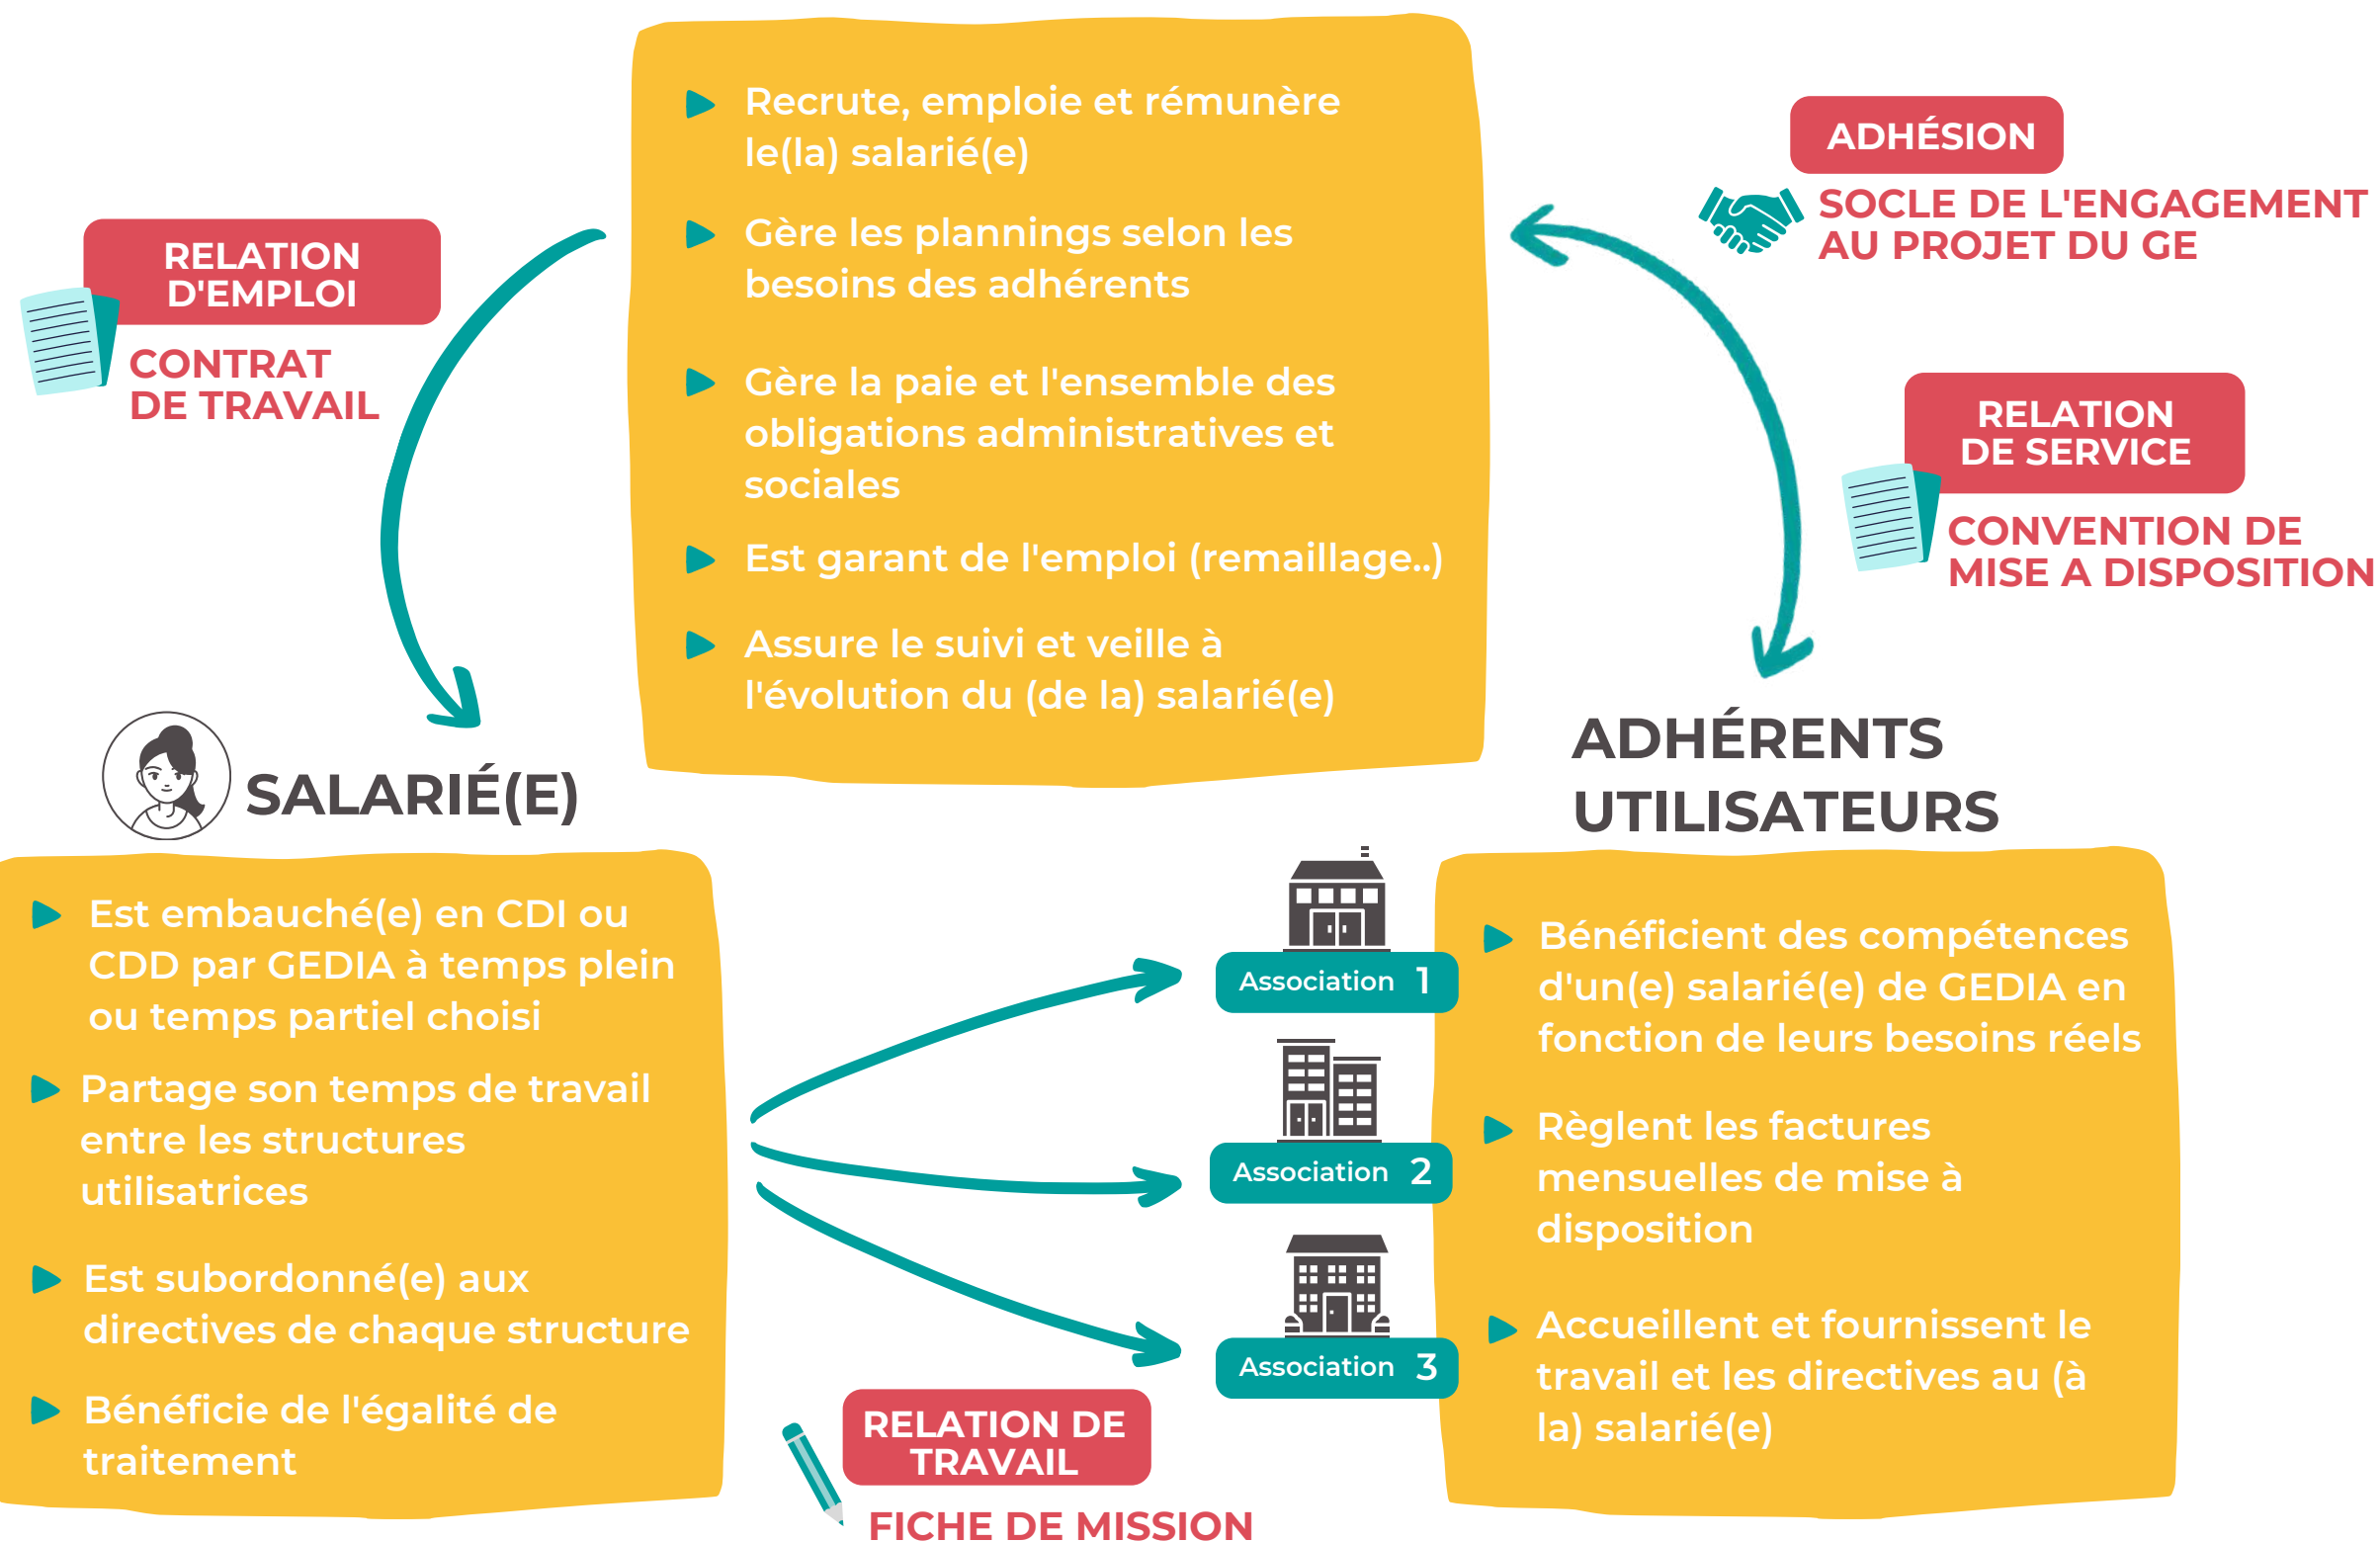 Recrute, emploie et rémunère
le(la) salarié(e)
Gère les plannings selon les
besoins des adhérents
Gère la paie et l'ensemble des
obligations administratives et
sociales
Est garant de l'emploi (remaillage..)
Assure le suivi et veille à
l'évolution du (de la) salarié(e)
RELATION
D'EMPLOI
CONTRAT
DE TRAVAIL
ADHÉSION
SOCLE DE L'ENGAGEMENT
AU PROJET DU GE
RELATION
DE SERVICE
CONVENTION DE
MISE A DISPOSITION
SALARIÉ(E)
Est embauché(e) en CDI ou
CDD par GEDIA à temps plein
ou temps partiel choisi
Partage son temps de travail
entre les structures
utilisatrices
Est subordonné(e) aux
directives de chaque structure
Bénéficie de l'égalité de
traitement
Association 1
Association 2
Association 3
RELATION DE
TRAVAIL
FICHE DE MISSION
ADHÉRENTS
UTILISATEURS
Bénéficient des compétences
d'un(e) salarié(e) de GEDIA en
fonction de leurs besoins réels
Règlent les factures
mensuelles de mise à
disposition
Accueillent et fournissent le
travail et les directives au (à
la) salarié(e)